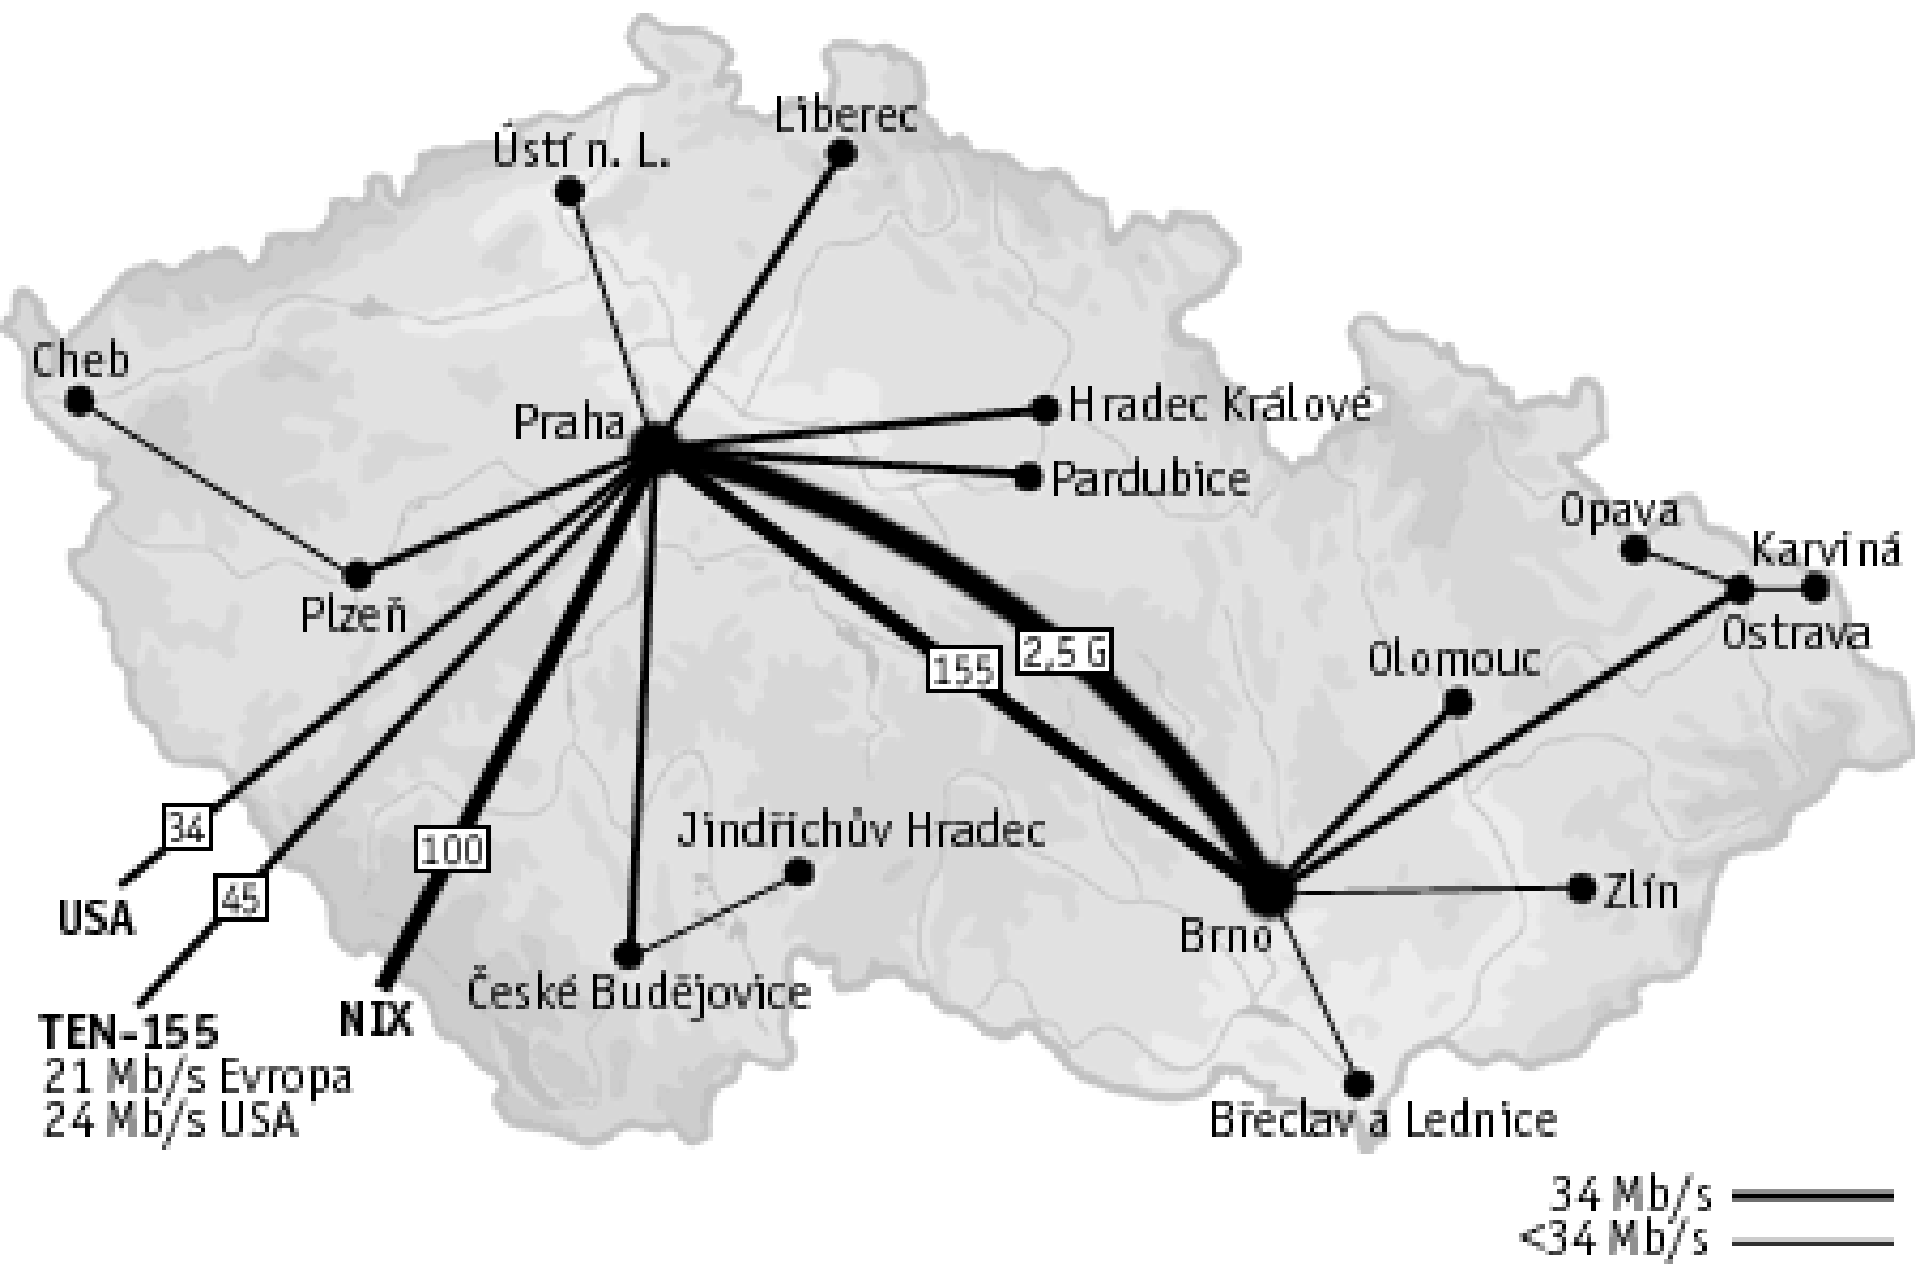 Liberec
Ústí n. L.
Cheb
Praha
Hradec Králové
Pardubice
Opava
Karviná
Plzeň
Ostrava
2,5 G
155
Olomouc
34
Jindřichův Hradec
100
45
Zlín
USA
Brno
České Budějovice
NIX
TEN-155
21 Mb/s Evropa
24 Mb/s USA
Břeclav a Lednice
34 Mb/s
<34 Mb/s